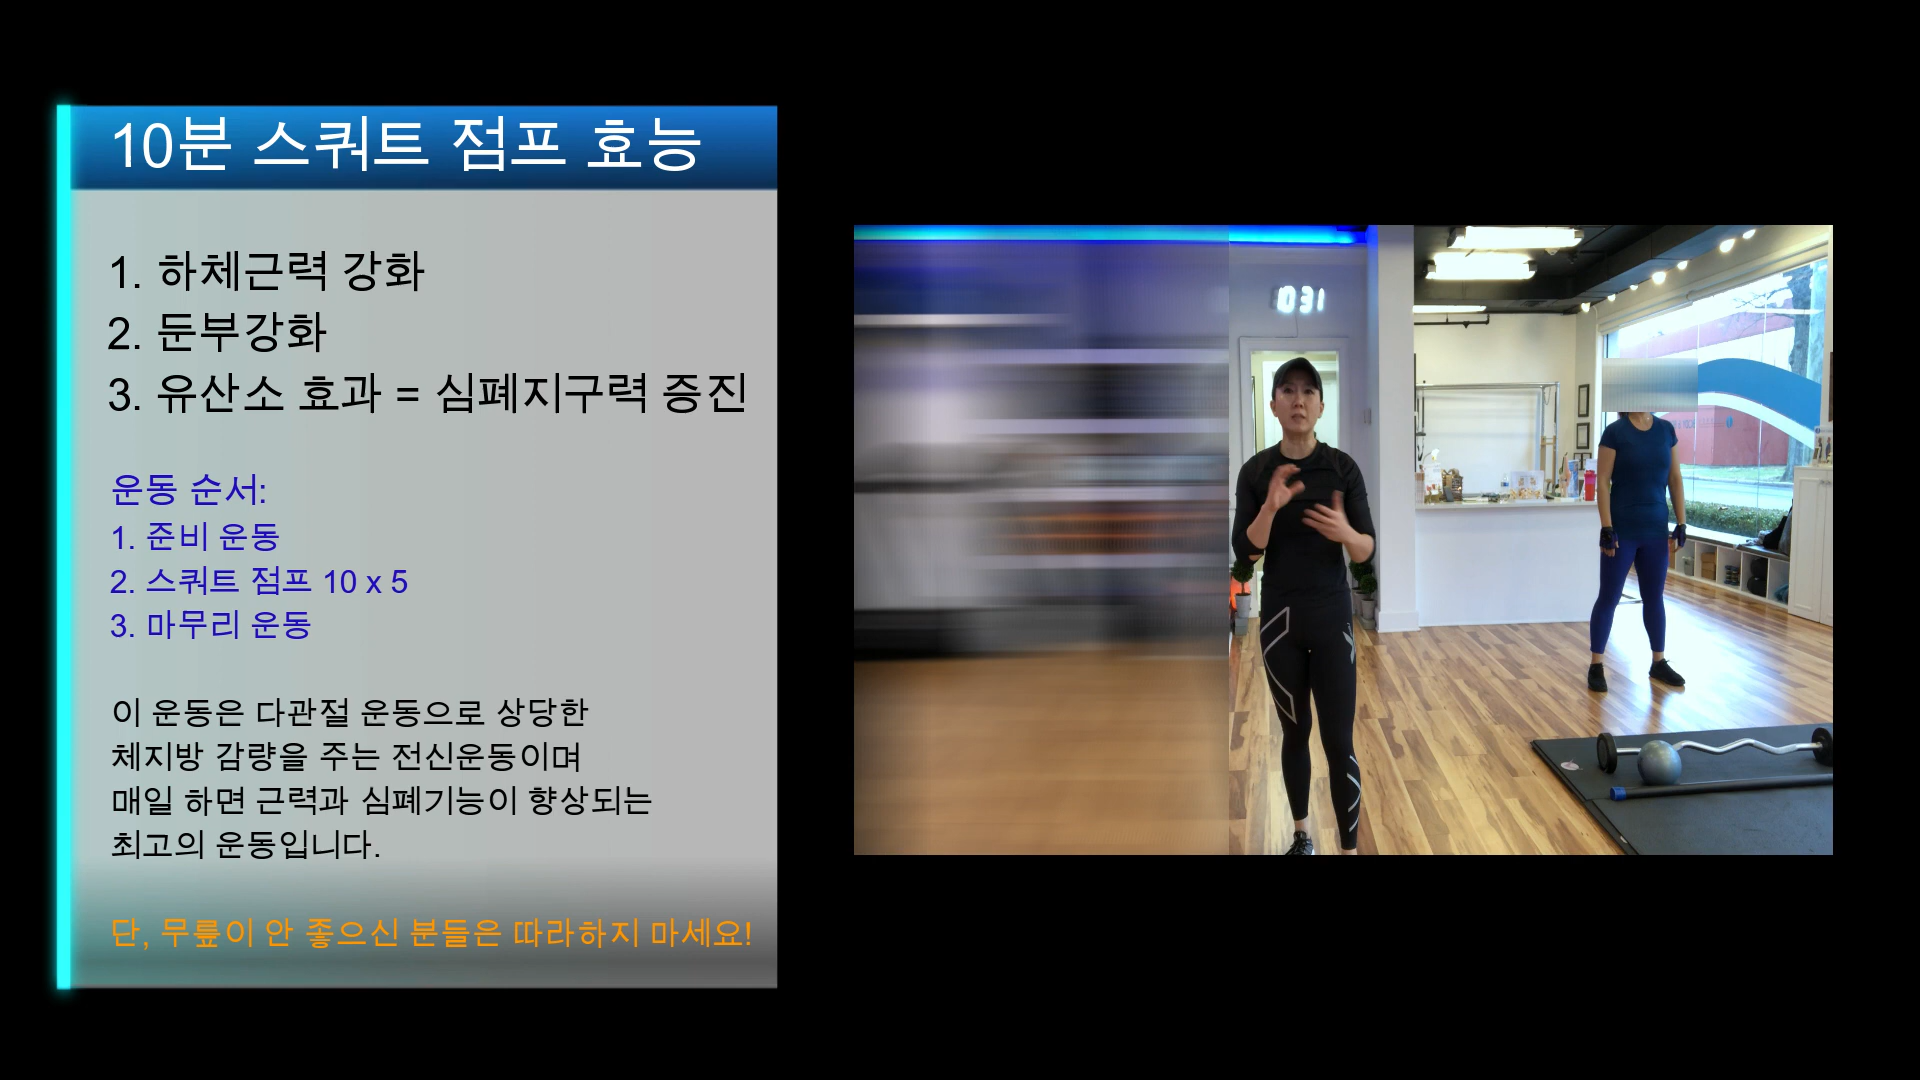 10분 스쿼트 점프 효능
1. 하체근력 강화
2. 둔부강화
3. 유산소 효과 = 심폐지구력 증진
운동 순서:
1. 준비 운동
2. 스쿼트 점프 10 x 5
3. 마무리 운동
이 운동은 다관절 운동으로 상당한
체지방 감량을 주는 전신운동이며
매일 하면 근력과 심폐기능이 향상되는
최고의 운동입니다.
단, 무릎이 안 좋으신 분들은 따라하지 마세요!
031